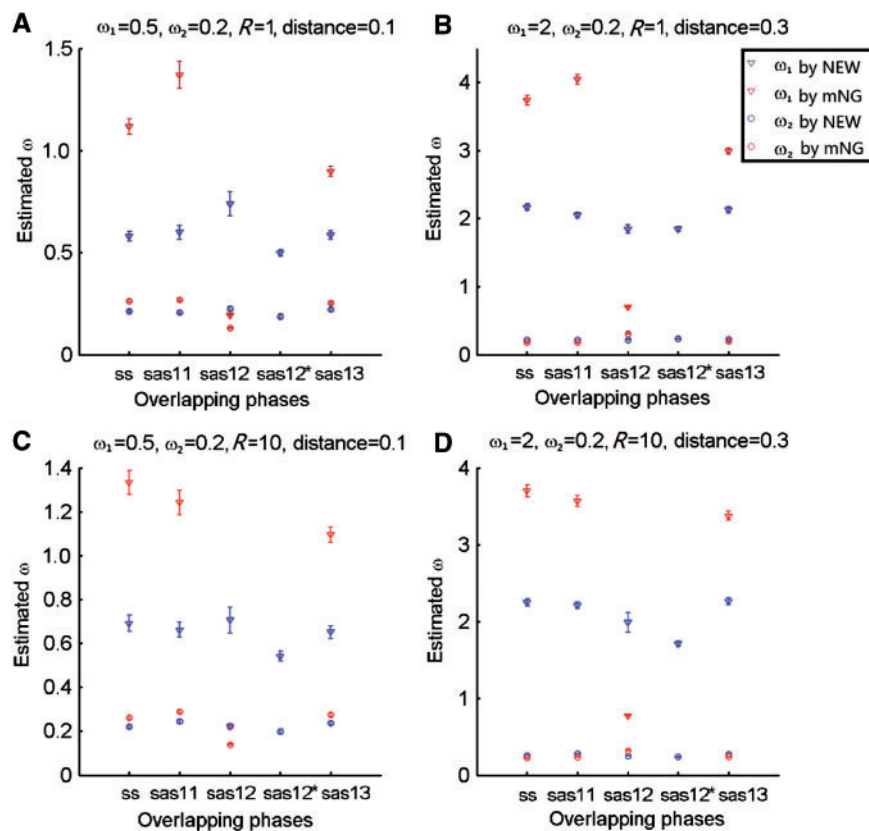 A ω₁=0.5, ω₂=0.2, R=1, distance=0.1
Estimated ω
1.5
1.0
0.5
0
ss sas11 sas12 sas12* sas13
Overlapping phases
B ω₁=2, ω₂=0.2, R=1, distance=0.3
Estimated ω
4
3
2
1
0
ss sas11 sas12 sas12* sas13
Overlapping phases
ω₁ by NEW
ω₁ by mNG
ω₂ by NEW
ω₂ by mNG
C ω₁=0.5, ω₂=0.2, R=10, distance=0.1
Estimated ω
1.4
1.2
1.0
0.8
0.6
0.4
0.2
0
ss sas11 sas12 sas12* sas13
Overlapping phases
D ω₁=2, ω₂=0.2, R=10, distance=0.3
Estimated ω
4
3
2
1
0
ss sas11 sas12 sas12* sas13
Overlapping phases